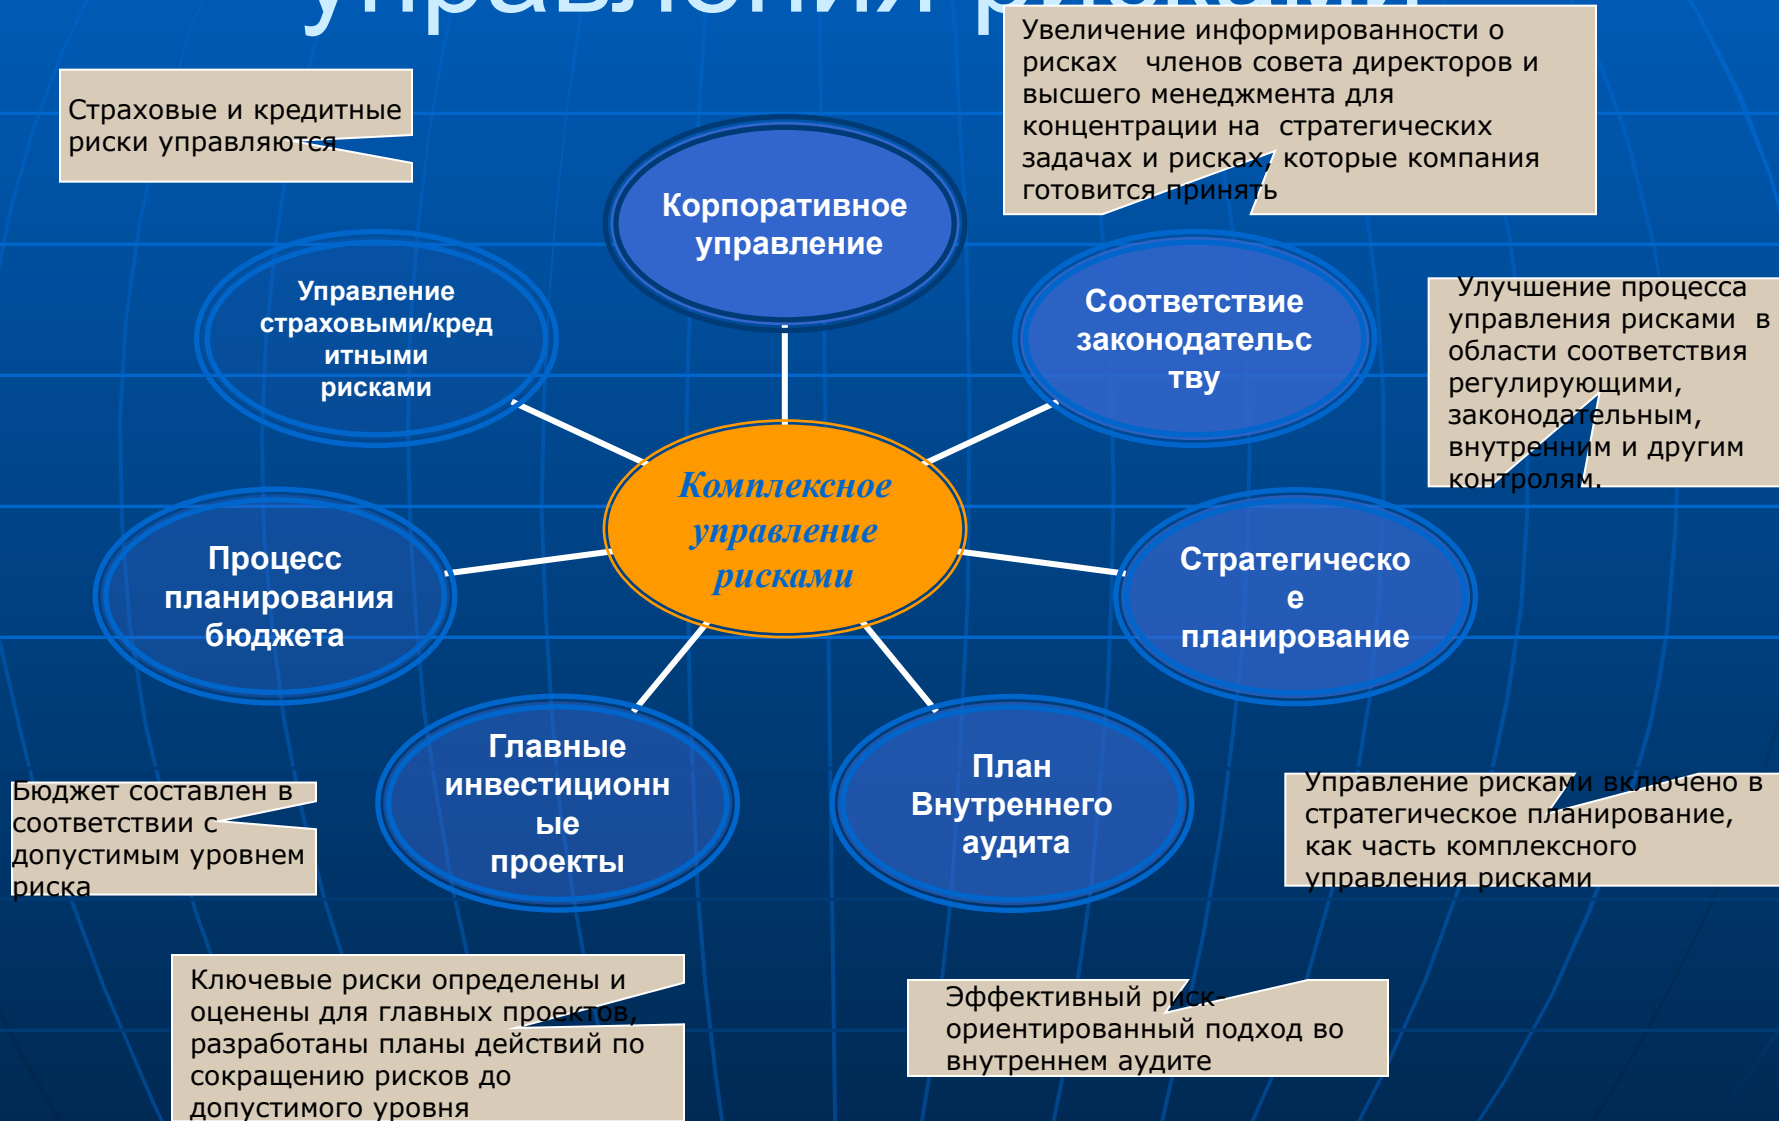 управления рисками
Увеличение информированности о
рисках членов совета директоров и
высшего менеджмента для
концентрации на стратегических
задачах и рисках, которые компания
готовится принять
Страховые и кредитные
риски управляются
Корпоративное
управление
Управление
страховыми/кред
итными
рисками
Соответствие
законодательс
тву
Улучшение процесса
управления рисками в
области соответствия
регулирующими,
законодательным,
внутренним и другим
контролям.
Комплексное
управление
рисками
Процесс
планирования
бюджета
Стратегическо
е
планирование
Главные
инвестиционн
ые
проекты
План
Внутреннего
аудита
Бюджет составлен в
соответствии с
допустимым уровнем
риска
Управление рисками включено в
стратегическое планирование,
как часть комплексного
управления рисками
Ключевые риски определены и
оценены для главных проектов,
разработаны планы действий по
сокращению рисков до
допустимого уровня
Эффективный риск-
ориентированный подход во
внутреннем аудите